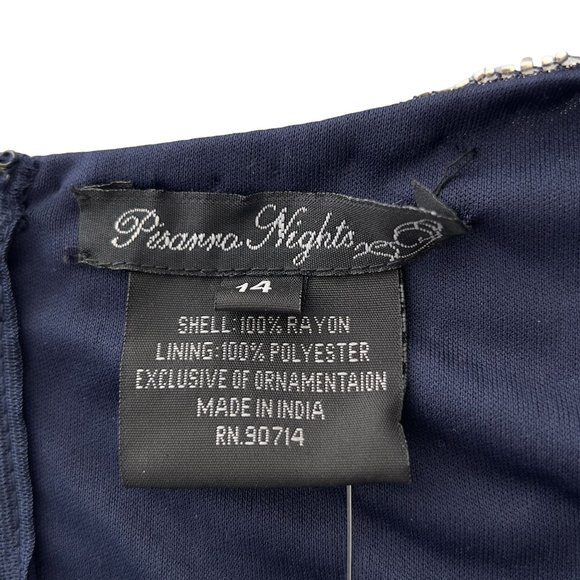 Pisarro Nights
14
SHELL:100% RAYON
LINING:100% POLYESTER
EXCLUSIVE OF ORNAMENTAION
MADE IN INDIA
RN.90714